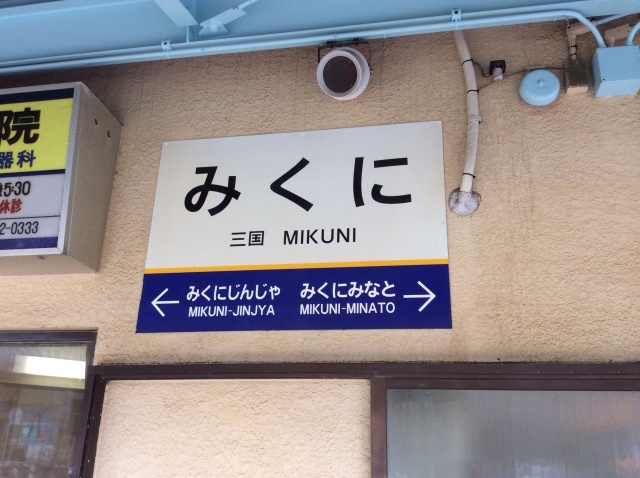 院
器科
5:30
休診
2-0333
みくに
三国 MIKUNI
← みくにじんじゃ みくにみなと →
MIKUNI-JINJYA MIKUNI-MINATO